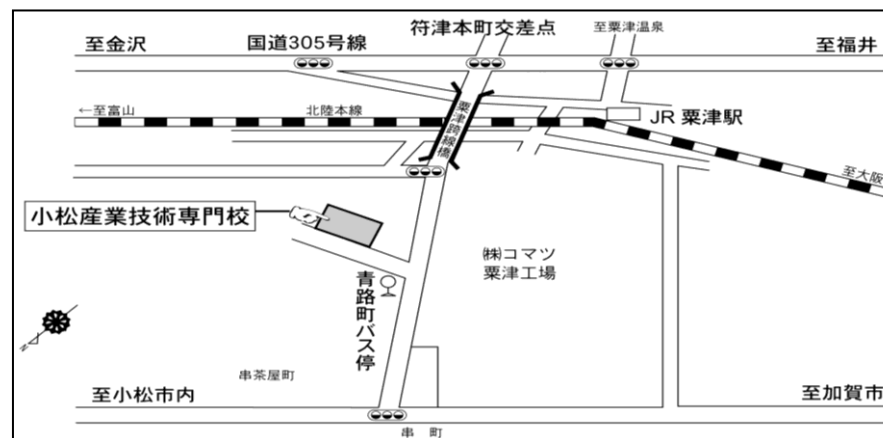 符津本町交差点
至金沢
国道305号線
至粟津温泉
至福井
←至富山
北陸本線
粟津跨線橋
JR 粟津駅
至大阪
小松産業技術専門校
㈱コマツ
粟津工場
青路町バス停
N
串茶屋町
至小松市内
至加賀市
串 町